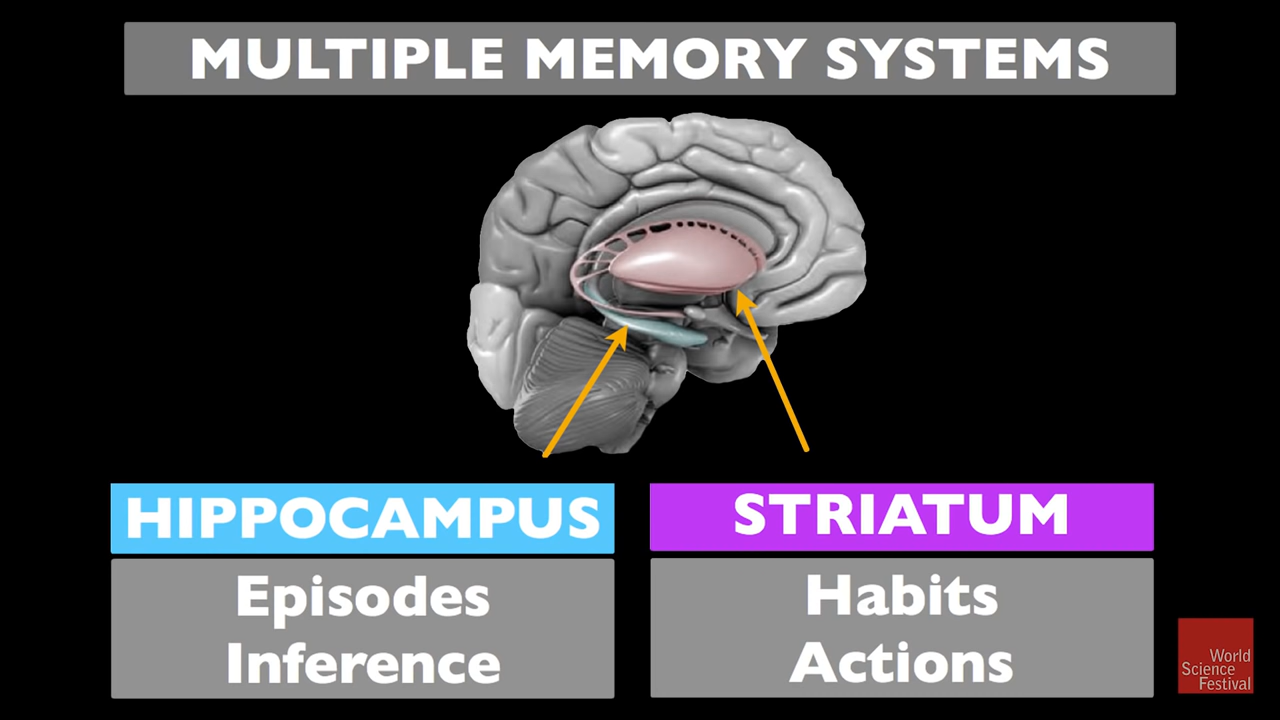 MULTIPLE MEMORY SYSTEMS
HIPPOCAMPUS
Episodes
Inference
STRIATUM
Habits
Actions
World
Science
Festival